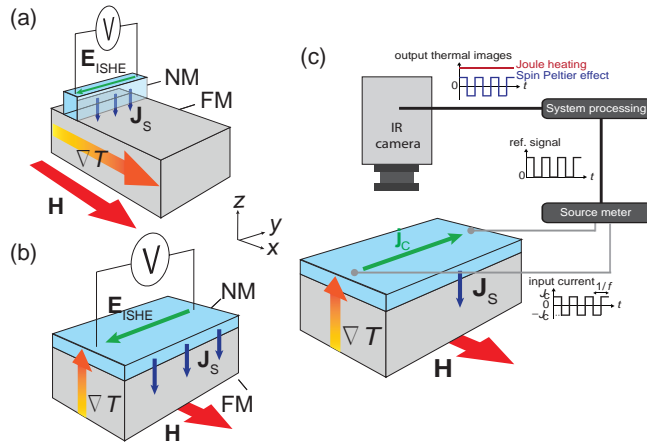 (a)
V
E_ISHE
NM
FM
J_S
∇T
H
z
y
x
(b)
V
E_ISHE
NM
J_S
∇T
FM
H
(c)
output thermal images
Joule heating
Spin Peltier effect
0
t
IR
camera
System processing
ref. signal
0
t
Source meter
j_C
J_S
∇T
H
input current
1/f
J_C
0
−J_C
t